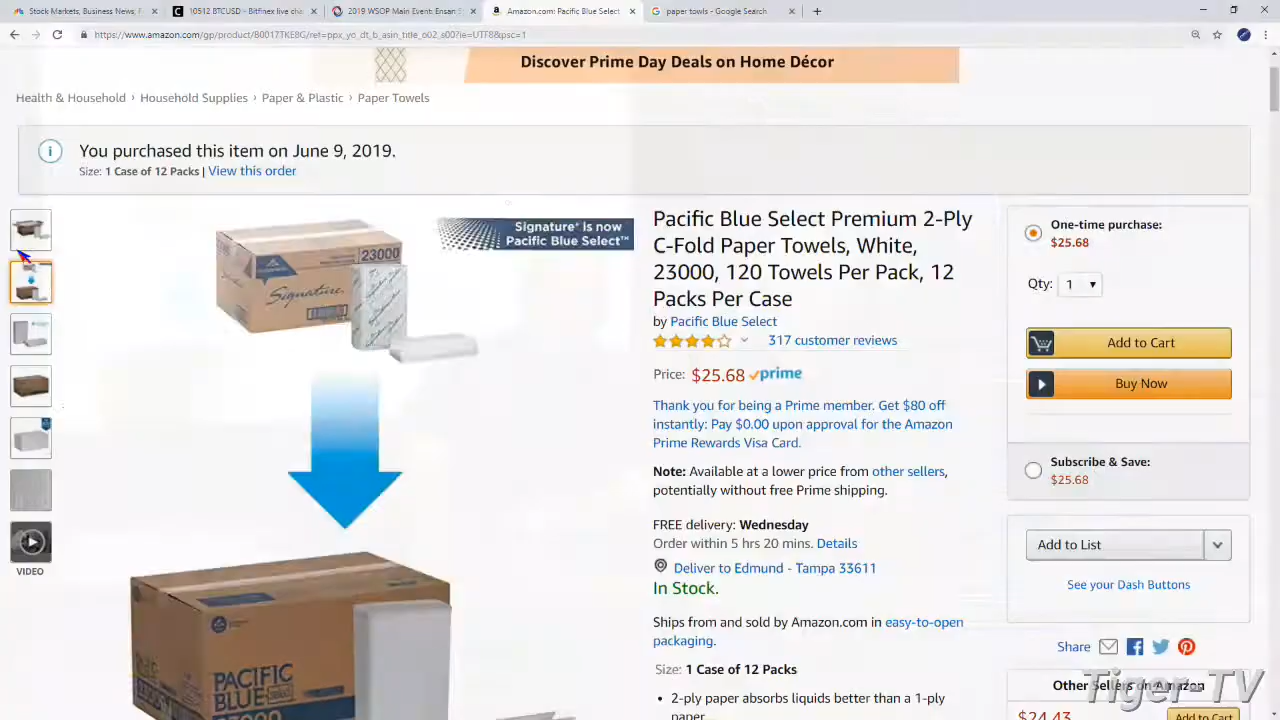 Stock Markets, Business News, F
10512 BTCUSD - Bitfinex live chi
2019 WSOP Main Event: Ensan S
Amazon.com: Pacific Blue Select
paper towls - Google Search
https://www.amazon.com/gp/product/B0017TKE8G/ref=ppx_yo_dt_b_asin_title_o02_s00?ie=UTF8&psc=1
Discover Prime Day Deals on Home Décor
Health & Household › Household Supplies › Paper & Plastic › Paper Towels
You purchased this item on June 9, 2019.
Size: 1 Case of 12 Packs | View this order
Signature® is now
Pacific Blue Select™
23000
Signature
PACIFIC
BLUE
23000
VIDEO
Pacific Blue Select Premium 2-Ply
C-Fold Paper Towels, White,
23000, 120 Towels Per Pack, 12
Packs Per Case
by Pacific Blue Select
317 customer reviews
Price: $25.68 prime
Thank you for being a Prime member. Get $80 off
instantly: Pay $0.00 upon approval for the Amazon
Prime Rewards Visa Card.
Note: Available at a lower price from other sellers,
potentially without free Prime shipping.
FREE delivery: Wednesday
Order within 5 hrs 20 mins. Details
Deliver to Edmund - Tampa 33611
In Stock.
Ships from and sold by Amazon.com in easy-to-open
packaging.
Size: 1 Case of 12 Packs
• 2-ply paper absorbs liquids better than a 1-ply
paper
One-time purchase:
$25.68
Qty: 1
Add to Cart
Buy Now
Subscribe & Save:
$25.68
Add to List
See your Dash Buttons
Share
Other Sellers on Amazon
$24.43
Add to Cart
Tiger-TV